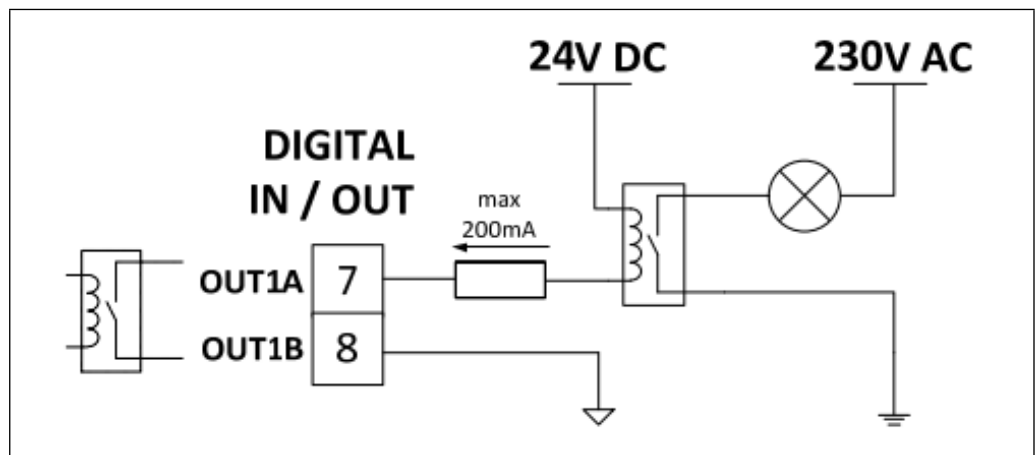 24V DC
230V AC
DIGITAL
IN / OUT
max
200mA
OUT1A
7
OUT1B
8